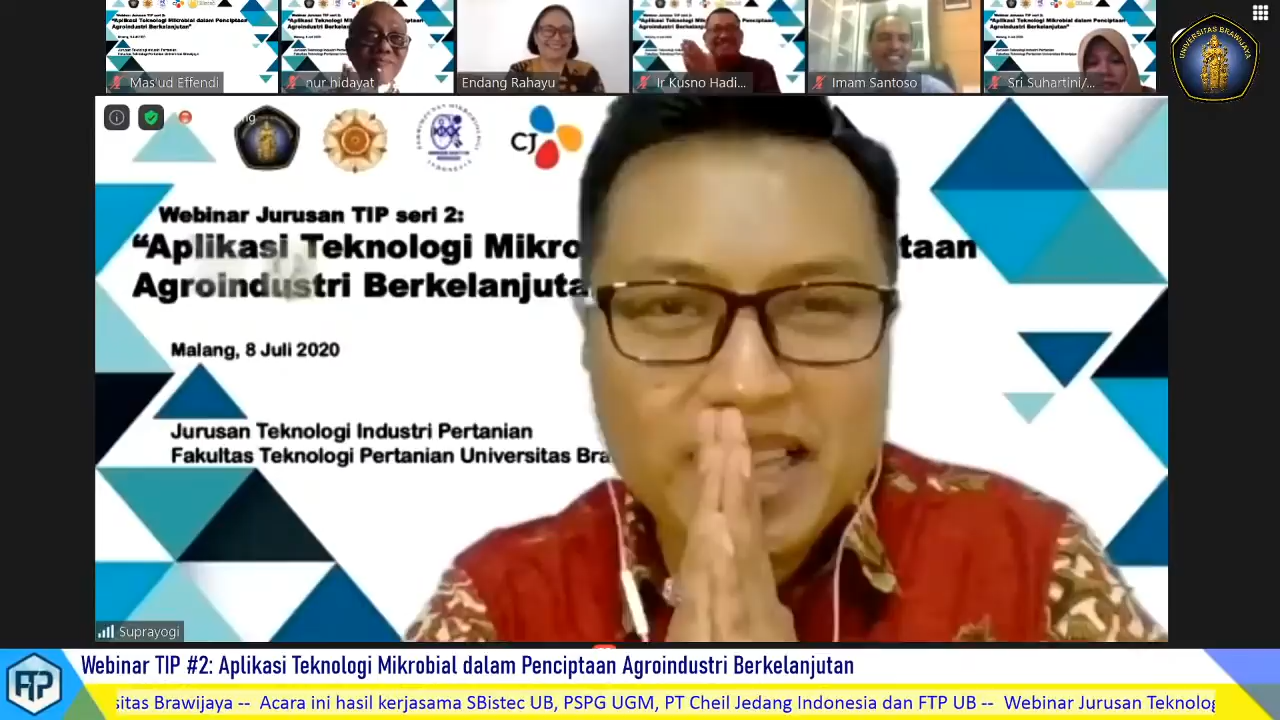 Mas'ud Effendi
nur hidayat
Endang Rahayu
Ir Kusno Hadi...
Imam Santoso
Sri Suhartini/...
CJ
Webinar Jurusan TIP seri 2:
“Aplikasi Teknologi Mikro taan
Agroindustri Berkelanjuta
Malang, 8 Juli 2020
Jurusan Teknologi Industri Pertanian
Fakultas Teknologi Pertanian Universitas Bra
Suprayogi
Webinar TIP #2: Aplikasi Teknologi Mikrobial dalam Penciptaan Agroindustri Berkelanjutan
sitas Brawijaya -- Acara ini hasil kerjasama SBistec UB, PSPG UGM, PT Cheil Jedang Indonesia dan FTP UB -- Webinar Jurusan Teknolog